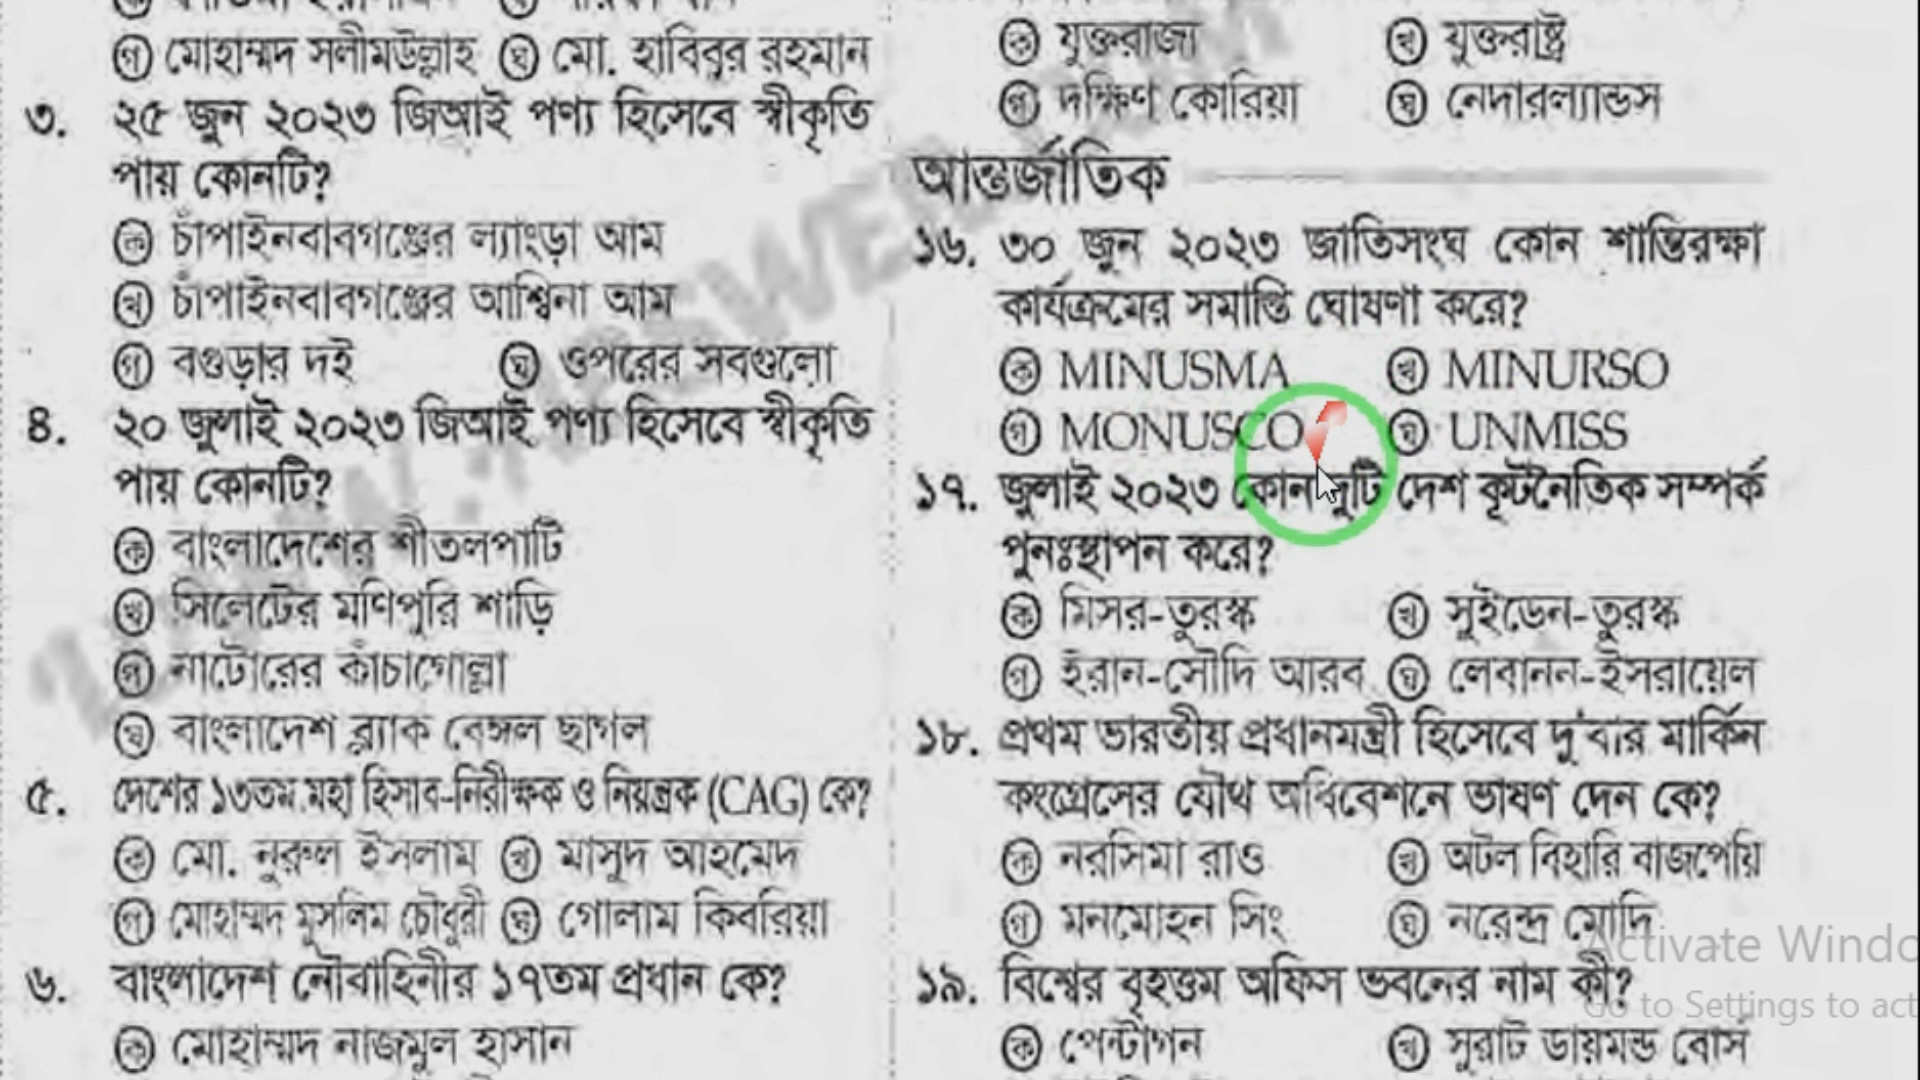 গ মোহাম্মদ সলীমউল্লাহ ঘ মো. হাবিবুর রহমান
৩. ২৫ জুন ২০২৩ জিআই পণ্য হিসেবে স্বীকৃতি
পায় কোনটি?
ক চাঁপাইনবাবগঞ্জের ল্যাংড়া আম
খ চাঁপাইনবাবগঞ্জের আশ্বিনা আম
গ বগুড়ার দই ঘ ওপরের সবগুলো
৪. ২০ জুলাই ২০২৩ জিআই পণ্য হিসেবে স্বীকৃতি
পায় কোনটি?
ক বাংলাদেশের শীতলপাটি
খ সিলেটের মণিপুরি শাড়ি
গ নাটোরের কাঁচাগোল্লা
ঘ বাংলাদেশ ব্ল্যাক বেঙ্গল ছাগল
৫. দেশের ১৩তম মহা হিসাব-নিরীক্ষক ও নিয়ন্ত্রক (CAG) কে?
ক মো. নুরুল ইসলাম খ মাসুদ আহমেদ
গ মোহাম্মদ মুসলিম চৌধুরী ঘ গোলাম কিবরিয়া
৬. বাংলাদেশ নৌবাহিনীর ১৭তম প্রধান কে?
ক মোহাম্মদ নাজমুল হাসান
ক যুক্তরাজ্য খ যুক্তরাষ্ট্র
গ দক্ষিণ কোরিয়া ঘ নেদারল্যান্ডস
আন্তর্জাতিক
১৬. ৩০ জুন ২০২৩ জাতিসংঘ কোন শান্তিরক্ষা
কার্যক্রমের সমাপ্তি ঘোষণা করে?
ক MINUSMA খ MINURSO
গ MONUSCO ঘ UNMISS
১৭. জুলাই ২০২৩ কোন দুটি দেশ কূটনৈতিক সম্পর্ক
পুনঃস্থাপন করে?
ক মিসর-তুরস্ক খ সুইডেন-তুরস্ক
গ ইরান-সৌদি আরব ঘ লেবানন-ইসরায়েল
১৮. প্রথম ভারতীয় প্রধানমন্ত্রী হিসেবে দু'বার মার্কিন
কংগ্রেসের যৌথ অধিবেশনে ভাষণ দেন কে?
ক নরসিমা রাও খ অটল বিহারি বাজপেয়ি
গ মনমোহন সিং ঘ নরেন্দ্র মোদি
১৯. বিশ্বের বৃহত্তম অফিস ভবনের নাম কী?
ক পেন্টাগন খ সুরাট ডায়মন্ড বোর্স
Activate Windo
Go to Settings to act